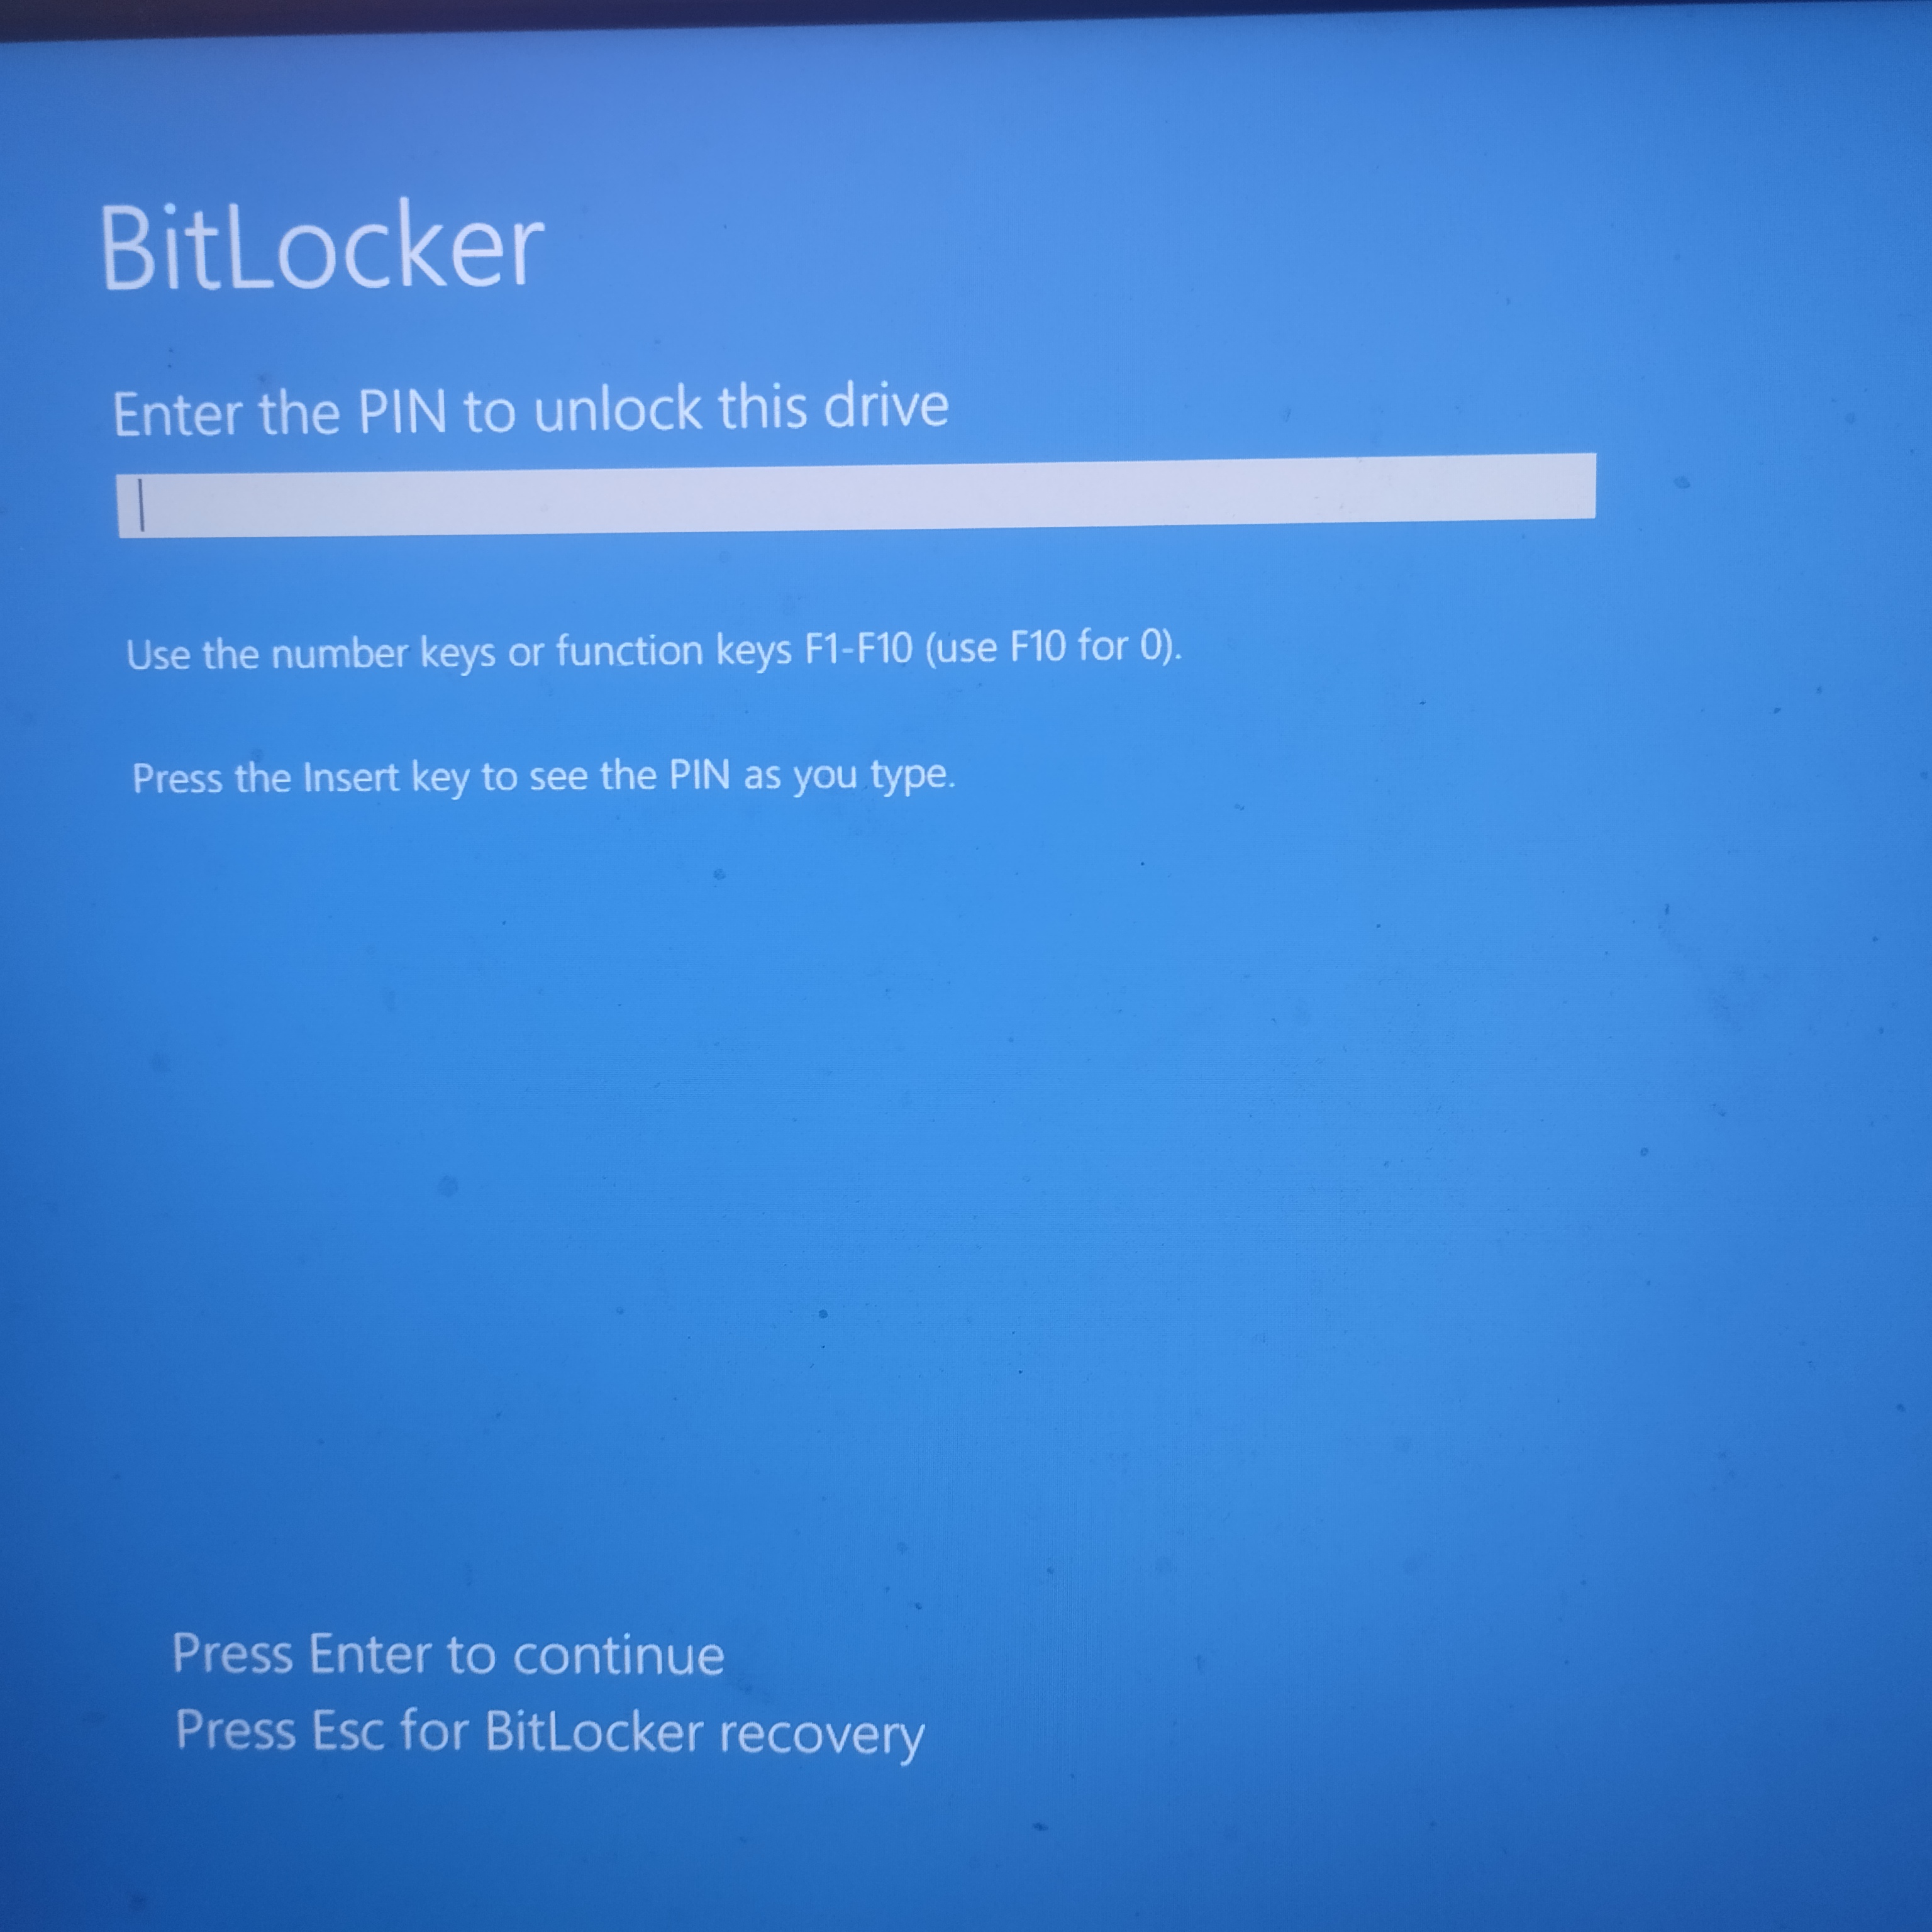 BitLocker
Enter the PIN to unlock this drive
Use the number keys or function keys F1-F10 (use F10 for 0).
Press the Insert key to see the PIN as you type.
Press Enter to continue
Press Esc for BitLocker recovery